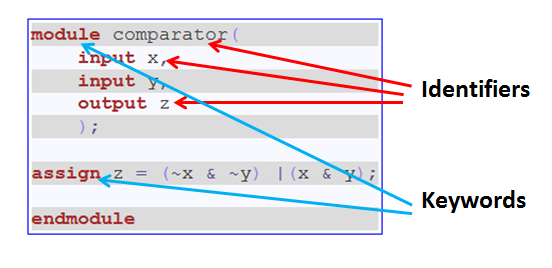 module comparator(
input x,
input y,
output z
);
assign z = (~x & ~y) |(x & y);
endmodule
Identifiers
Keywords